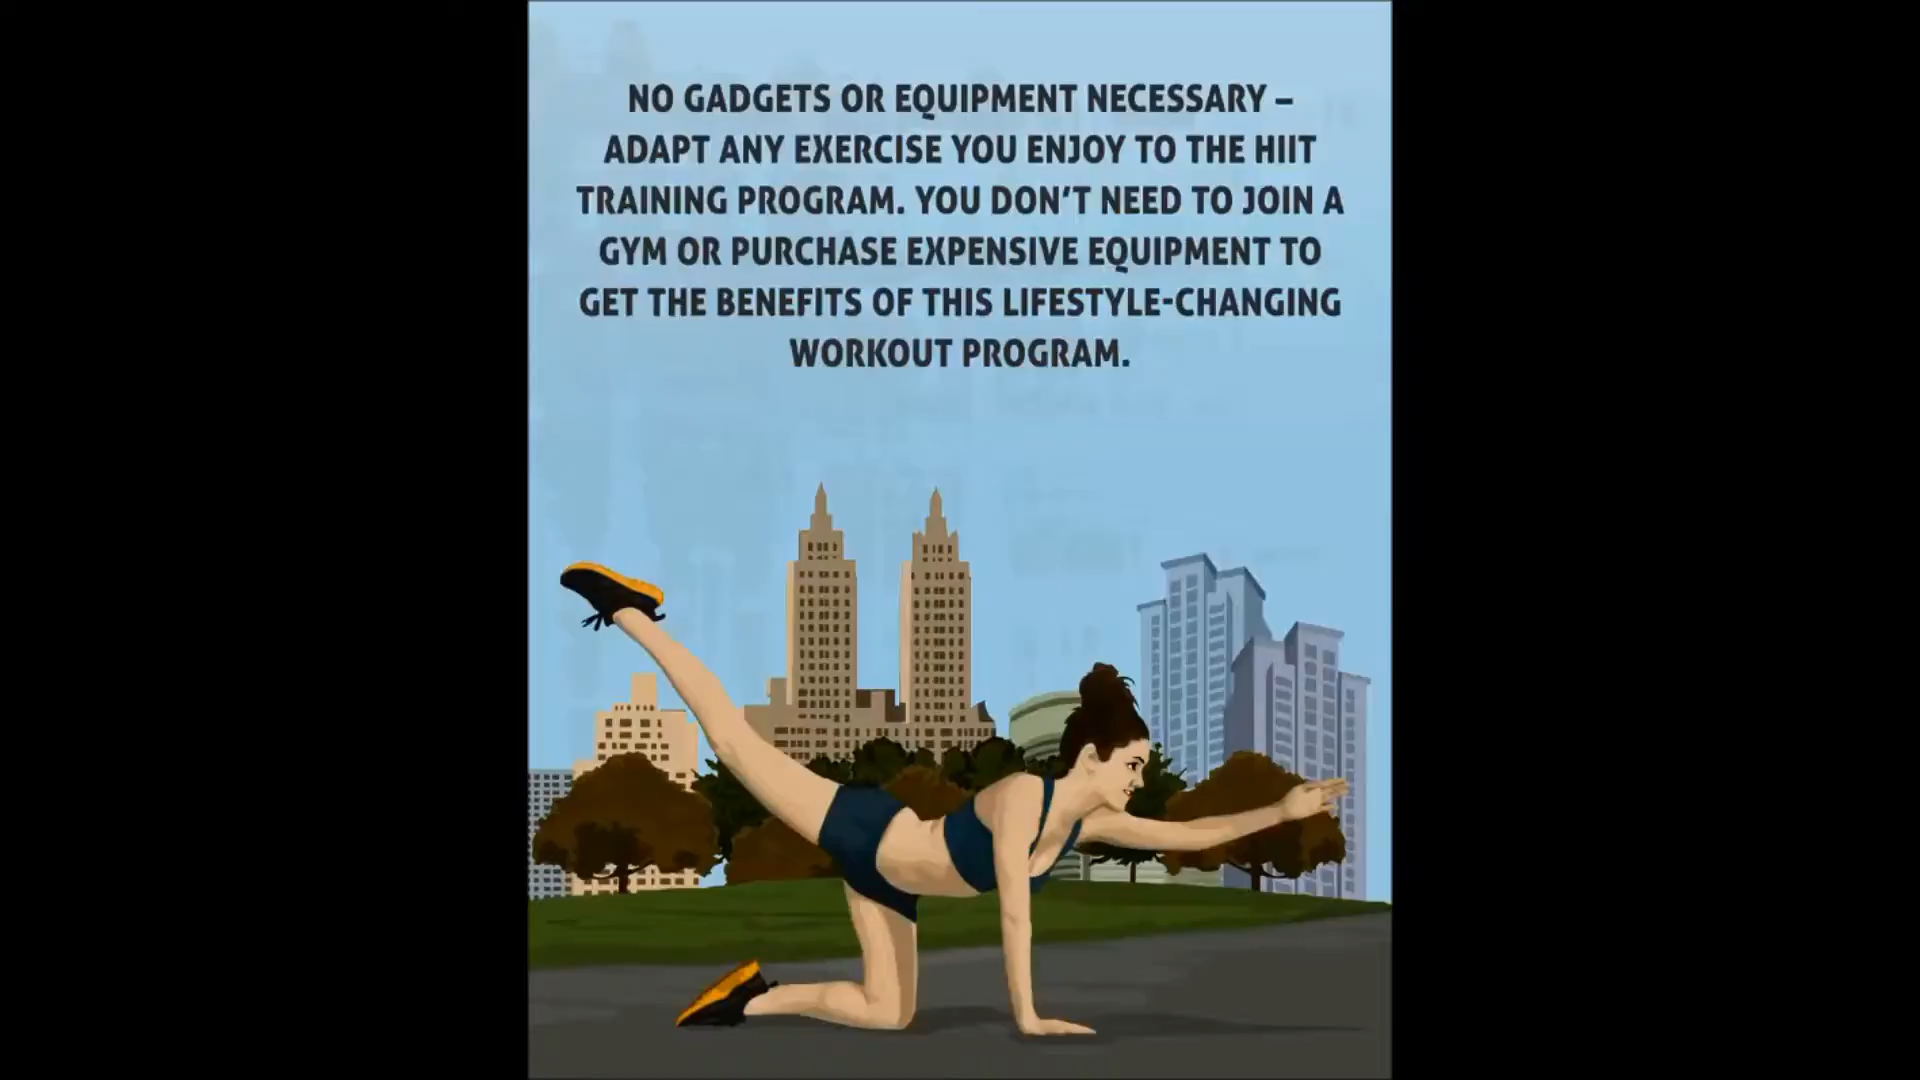 NO GADGETS OR EQUIPMENT NECESSARY –
ADAPT ANY EXERCISE YOU ENJOY TO THE HIIT
TRAINING PROGRAM. YOU DON’T NEED TO JOIN A
GYM OR PURCHASE EXPENSIVE EQUIPMENT TO
GET THE BENEFITS OF THIS LIFESTYLE-CHANGING
WORKOUT PROGRAM.